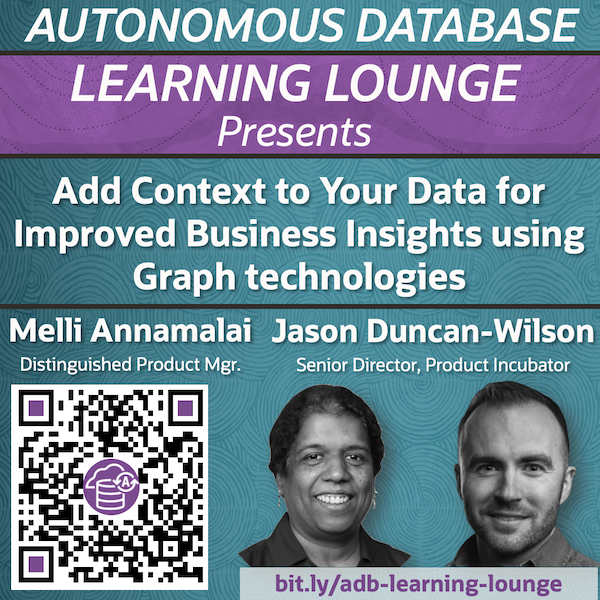 AUTONOMOUS DATABASE
LEARNING LOUNGE
Presents
Add Context to Your Data for
Improved Business Insights using
Graph technologies
Melli Annamalai
Distinguished Product Mgr.
Jason Duncan-Wilson
Senior Director, Product Incubator
A
bit.ly/adb-learning-lounge